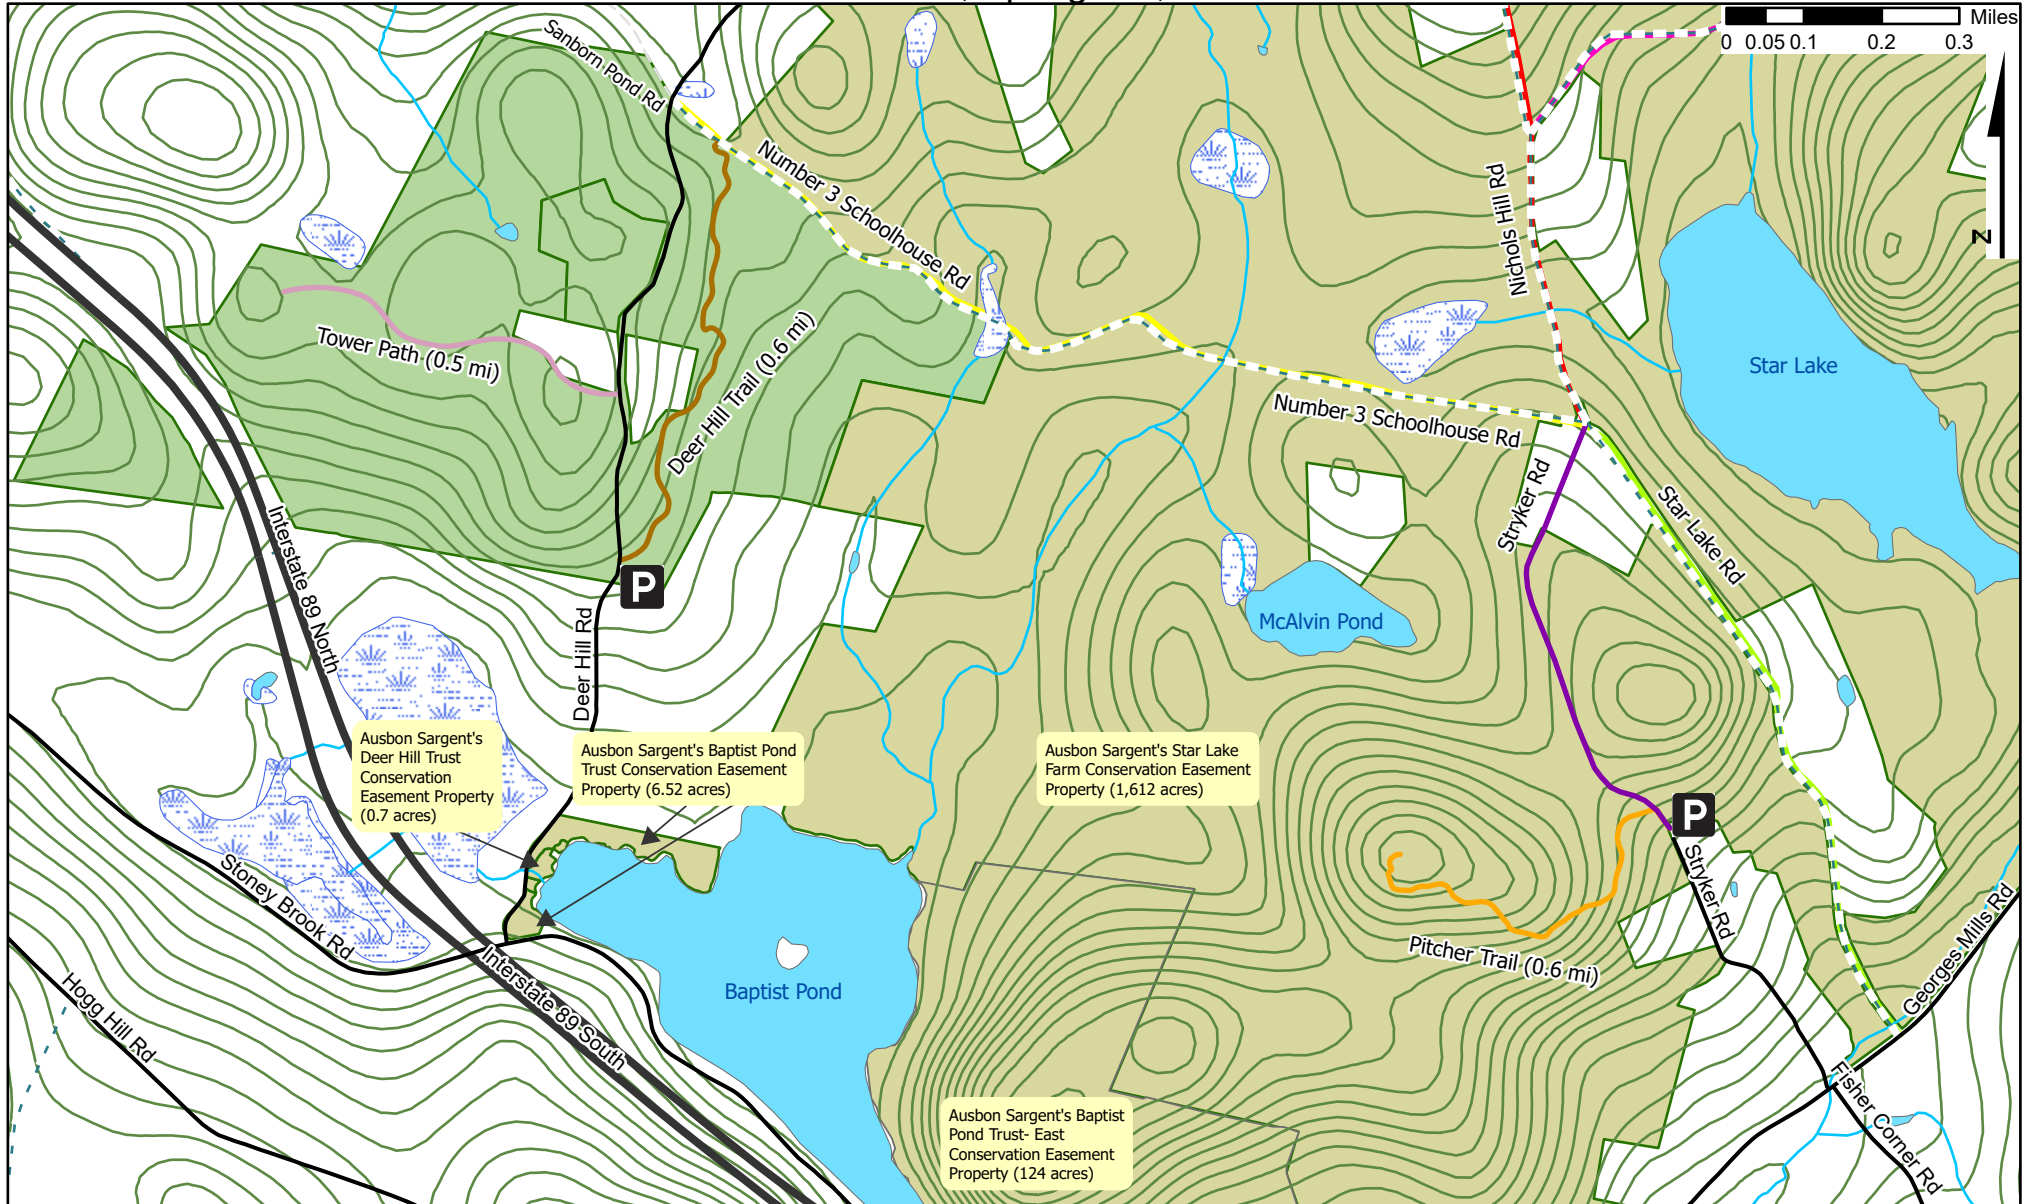 Miles
0 0.05 0.1 0.2 0.3
N
Sanborn Pond Rd
Number 3 Schoolhouse Rd
Nichols Hill Rd
Tower Path (0.5 mi)
Deer Hill Trail (0.6 mi)
Star Lake
Number 3 Schoolhouse Rd
Stryker Rd
Star Lake Rd
Interstate 89 North
P
Deer Hill Rd
McAlvin Pond
Ausbon Sargent's
Deer Hill Trust
Conservation
Easement Property
(0.7 acres)
Ausbon Sargent's Baptist Pond
Trust Conservation Easement
Property (6.52 acres)
Ausbon Sargent's Star Lake
Farm Conservation Easement
Property (1,612 acres)
P
Stryker Rd
Stoney Brook Rd
Pitcher Trail (0.6 mi)
Georges Mills Rd
Baptist Pond
Interstate 89 South
Hogg Hill Rd
Fisher Corner Rd
Ausbon Sargent's Baptist
Pond Trust- East
Conservation Easement
Property (124 acres)